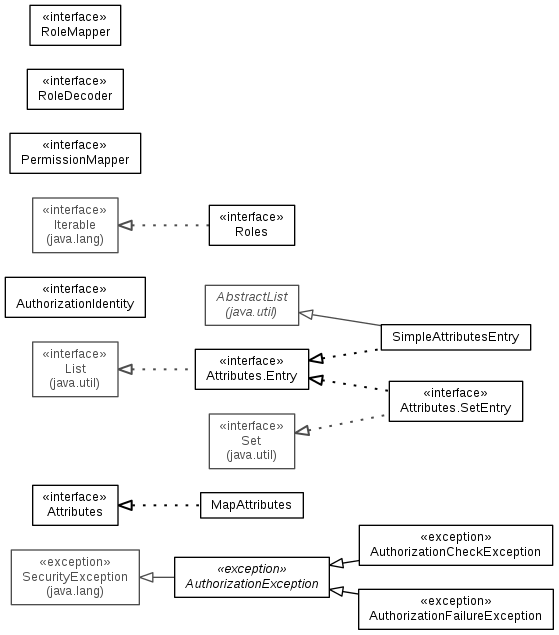 «interface»
RoleMapper
«interface»
RoleDecoder
«interface»
PermissionMapper
«interface»
Iterable
(java.lang)
«interface»
Roles
«interface»
AuthorizationIdentity
AbstractList
(java.util)
SimpleAttributesEntry
«interface»
List
(java.util)
«interface»
Attributes.Entry
«interface»
Attributes.SetEntry
«interface»
Set
(java.util)
«interface»
Attributes
MapAttributes
«exception»
SecurityException
(java.lang)
«exception»
AuthorizationException
«exception»
AuthorizationCheckException
«exception»
AuthorizationFailureException